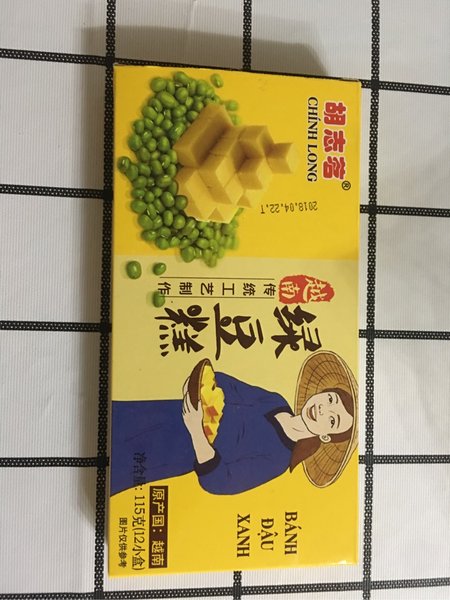 胡志容®
CHÍNH LONG
2018.04.22.T
越南
传统工艺制作
绿豆糕
BÁNH
ĐẬU
XANH
原产国：越南
净含量: 115克(12小盒)
图片仅供参考